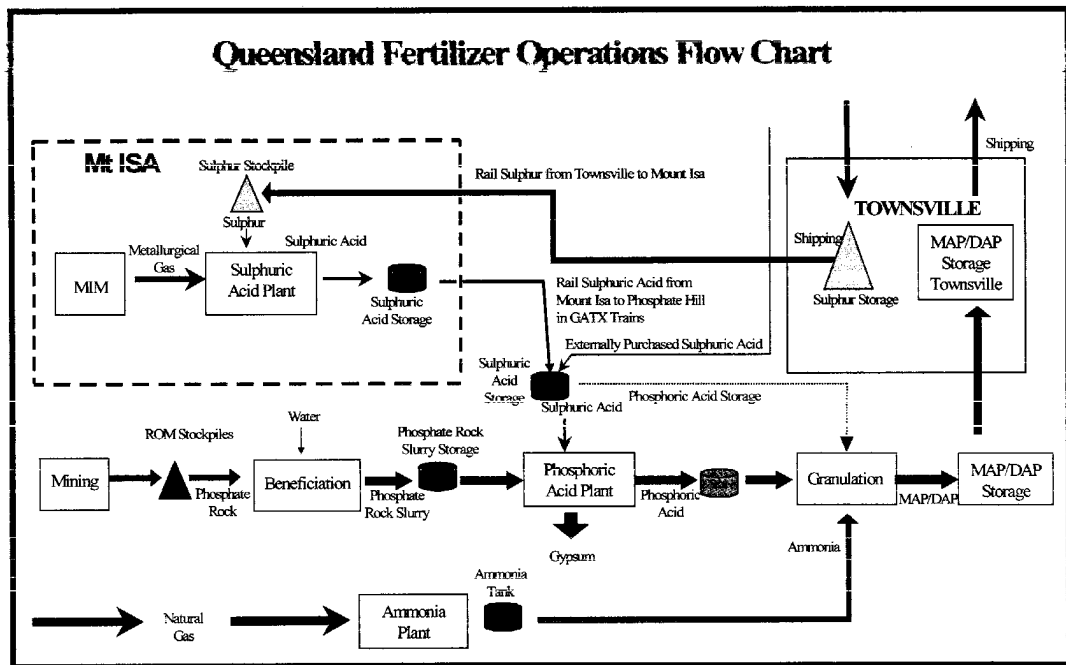 Queensland Fertilizer Operations Flow Chart
Mt ISA
Sulphur Stockpile
Sulphur
Rail Sulphur from Townsville to Mount Isa
Shipping
TOWNSVILLE
Shipping
Sulphur Storage
MAP/DAP
Storage
Townsville
MIM
Metallurgical
Gas
Sulphuric Acid
Sulphuric
Acid Plant
Sulphuric
Acid Storage
Rail Sulphuric Acid from
Mount Isa to Phosphate Hill
in GATX Trains
Externally Purchased Sulphuric Acid
Sulphuric
Acid
Storage
Sulphuric Acid
Phosphoric Acid Storage
Mining
ROM Stockpiles
Phosphate
Rock
Water
Beneficiation
Phosphate Rock
Slurry Storage
Phosphate
Rock Slurry
Phosphoric
Acid Plant
Gypsum
Phosphoric
Acid
Granulation
MAP/DAP
MAP/DAP
Storage
Ammonia
Natural
Gas
Ammonia
Plant
Ammonia
Tank